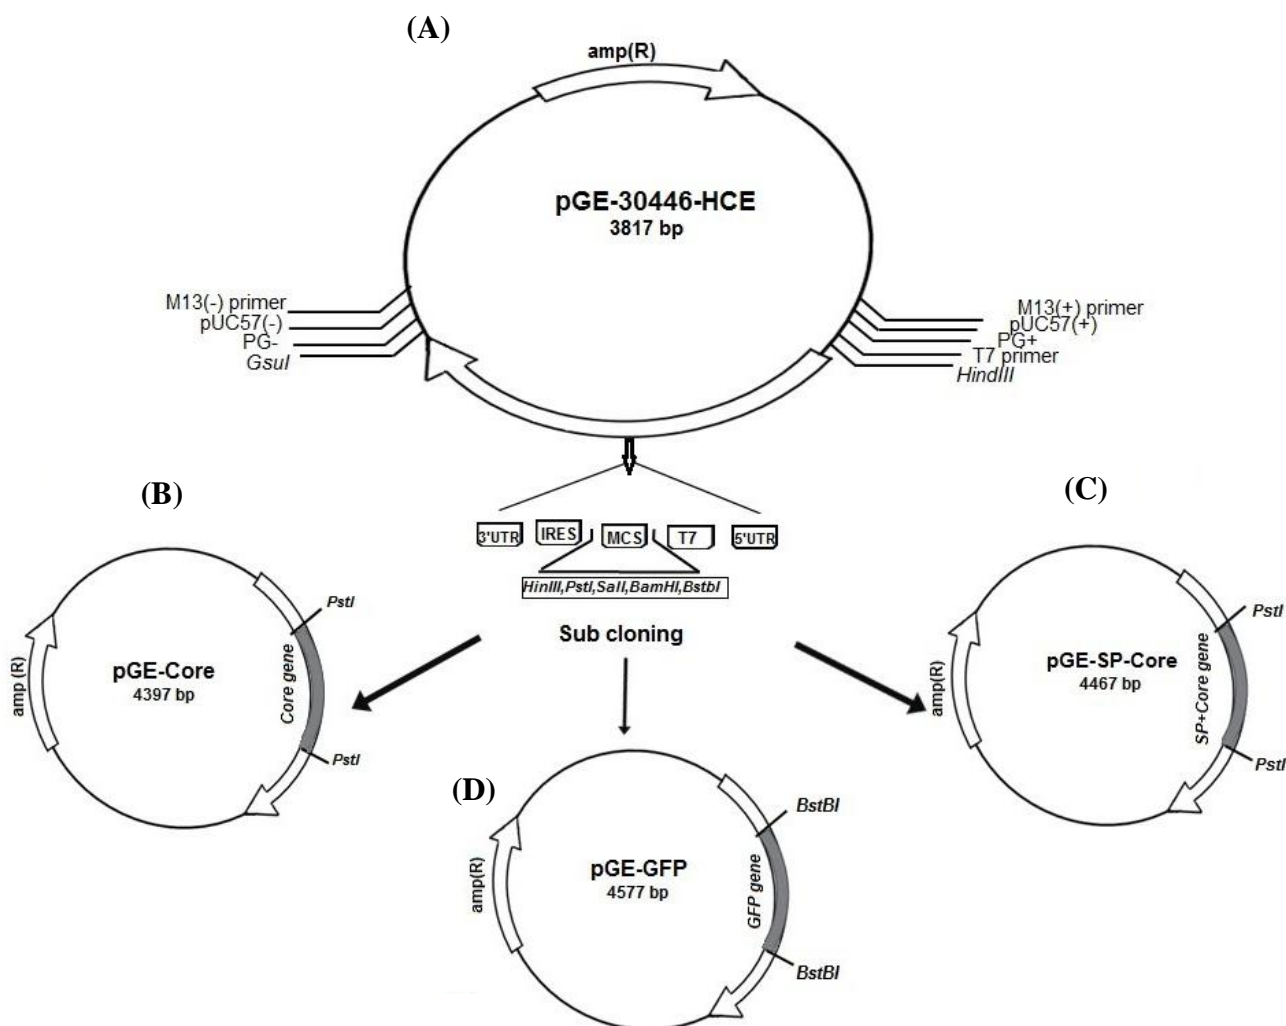 (A)
amp(R)
pGE-30446-HCE
3817 bp
M13(-) primer
pUC57(-)
PG-
GsuI
M13(+) primer
pUC57(+)
PG+
T7 primer
HindIII
3'UTR IRES MCS T7 5'UTR
HinIII,PstI,SalI,BamHI,BstbI
Sub cloning
(B)
PstI
pGE-Core
4397 bp
amp (R)
Core gene
PstI
(C)
PstI
pGE-SP-Core
4467 bp
amp(R)
SP+Core gene
PstI
(D)
BstBI
pGE-GFP
4577 bp
amp(R)
GFP gene
BstBI